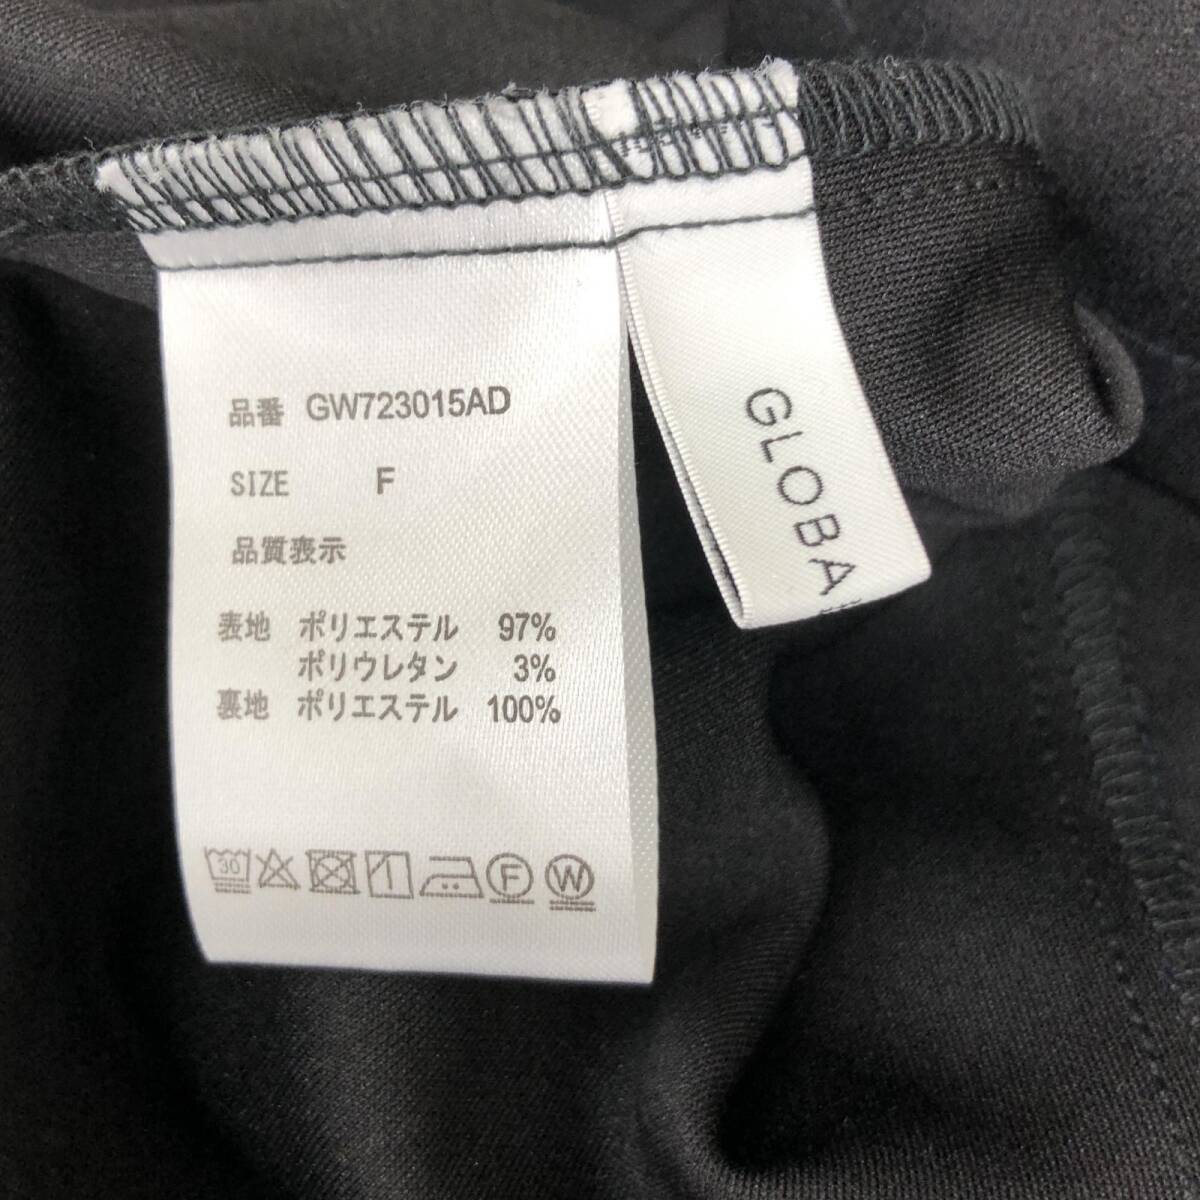 品番 GW723015AD
SIZE F
品質表示
表地 ポリエステル 97%
ポリウレタン 3%
裏地 ポリエステル 100%
30
F
W
GLOBA